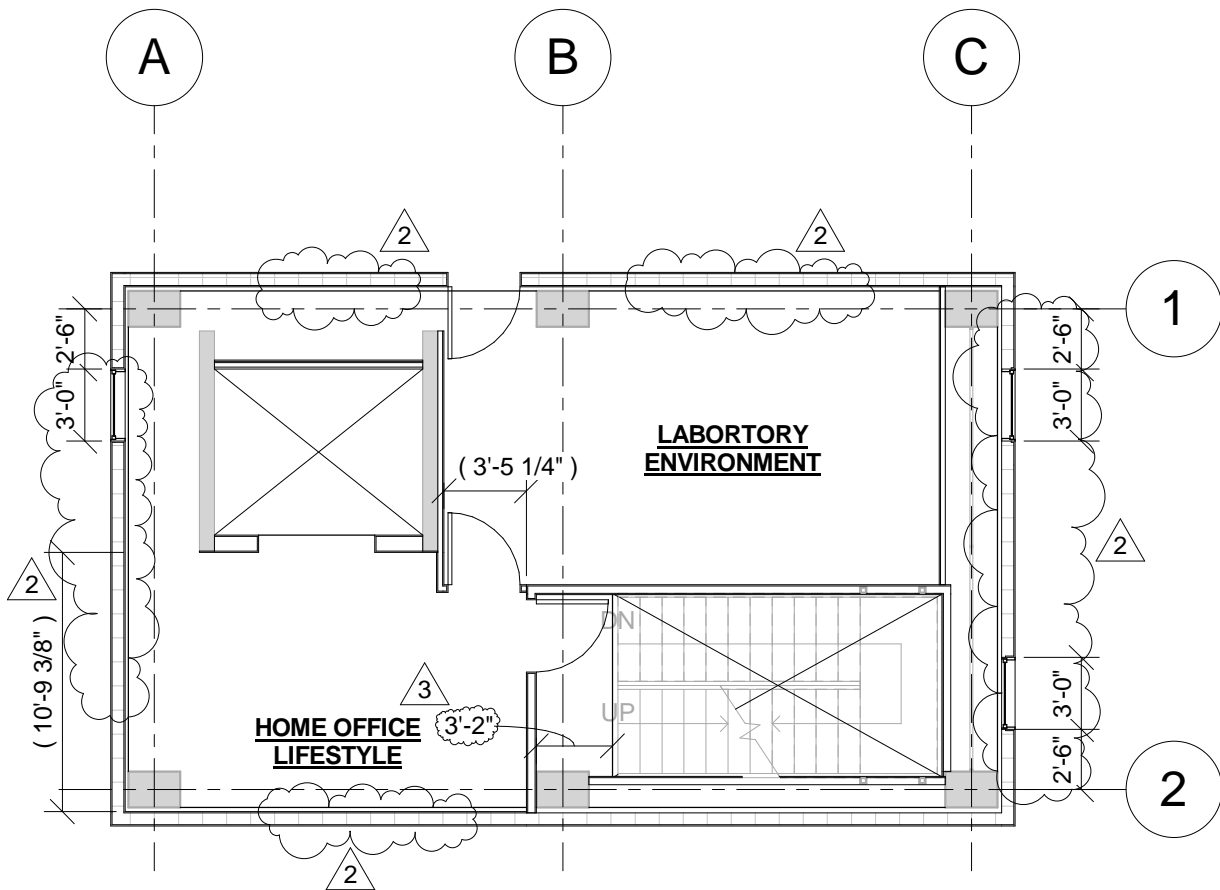 A
B
C
2
2
1
2'-6"
2'-6"
3'-0"
3'-0"
LABORTORY
ENVIRONMENT
( 3'-5 1/4" )
2
2
( 10'-9 3/8" )
DN
3
UP
3'-2"
HOME OFFICE
LIFESTYLE
3'-0"
2'-6"
2
2